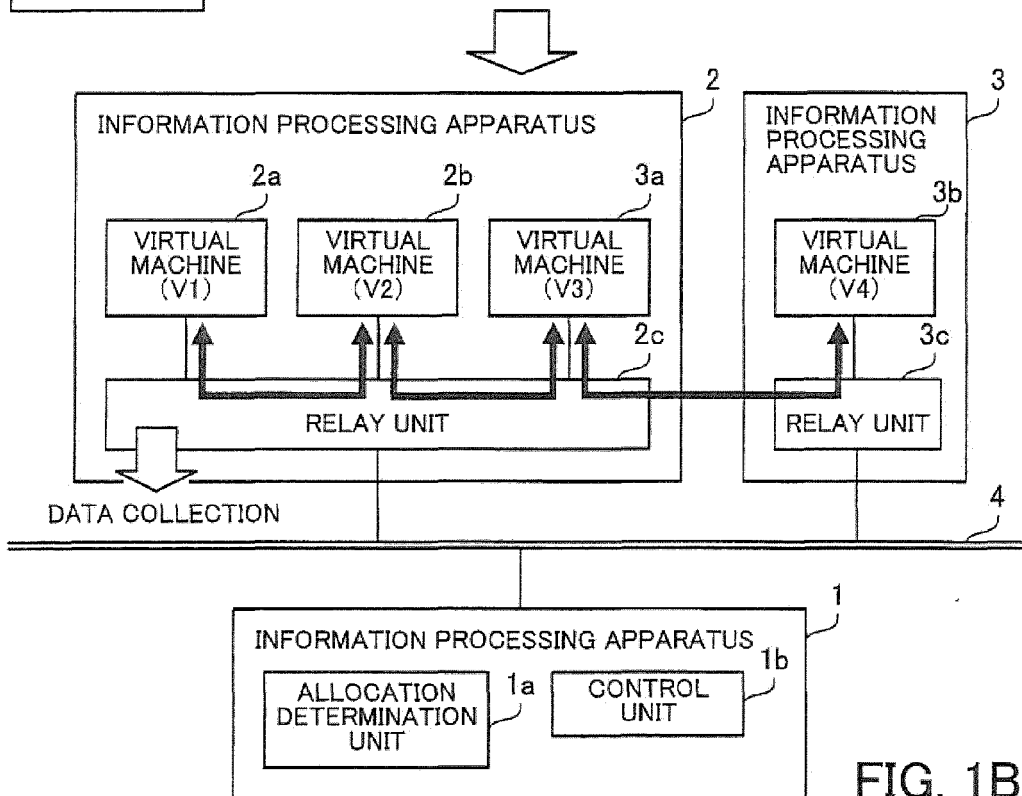 2
3
INFORMATION PROCESSING APPARATUS
INFORMATION
PROCESSING
APPARATUS
2a
2b
3a
3b
VIRTUAL
MACHINE
(V1)
VIRTUAL
MACHINE
(V2)
VIRTUAL
MACHINE
(V3)
VIRTUAL
MACHINE
(V4)
2c
3c
RELAY UNIT
RELAY UNIT
DATA COLLECTION
4
1
INFORMATION PROCESSING APPARATUS
1a
1b
ALLOCATION
DETERMINATION
UNIT
CONTROL
UNIT
FIG. 1B